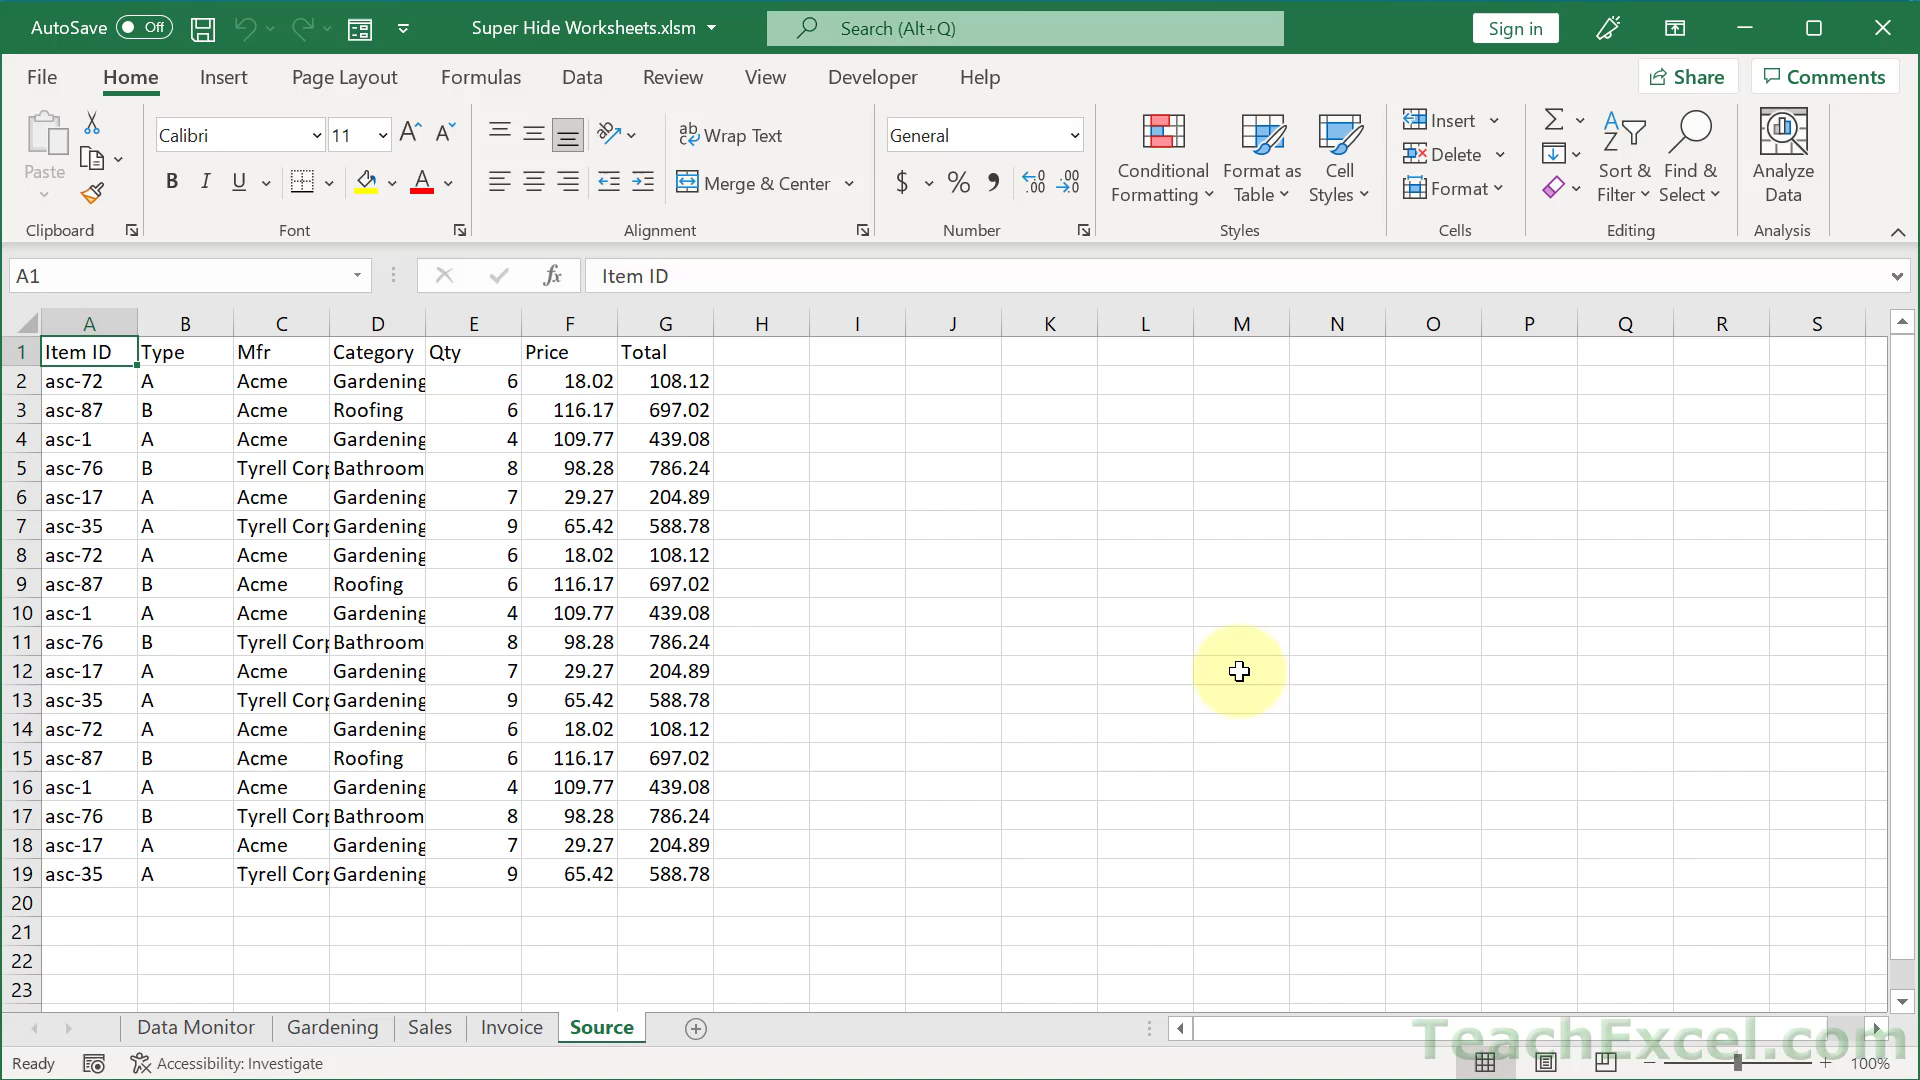 AutoSave Off Super Hide Worksheets.xlsm Search (Alt+Q) Sign in
File Home Insert Page Layout Formulas Data Review View Developer Help Share Comments
Paste Calibri 11 A A ab Wrap Text General Conditional Formatting Format as Table Cell Styles Insert Delete Format Sort & Filter Find & Select Analyze Data
B I U A Merge & Center $ % 9 .00
Clipboard Font Alignment Number Styles Cells Editing Analysis
A1 fx Item ID
A B C D E F G H I J K L M N O P Q R S
1 Item ID Type Mfr Category Qty Price Total
2 asc-72 A Acme Gardening 6 18.02 108.12
3 asc-87 B Acme Roofing 6 116.17 697.02
4 asc-1 A Acme Gardening 4 109.77 439.08
5 asc-76 B Tyrell Corp Bathroom 8 98.28 786.24
6 asc-17 A Acme Gardening 7 29.27 204.89
7 asc-35 A Tyrell Corp Gardening 9 65.42 588.78
8 asc-72 A Acme Gardening 6 18.02 108.12
9 asc-87 B Acme Roofing 6 116.17 697.02
10 asc-1 A Acme Gardening 4 109.77 439.08
11 asc-76 B Tyrell Corp Bathroom 8 98.28 786.24
12 asc-17 A Acme Gardening 7 29.27 204.89
13 asc-35 A Tyrell Corp Gardening 9 65.42 588.78
14 asc-72 A Acme Gardening 6 18.02 108.12
15 asc-87 B Acme Roofing 6 116.17 697.02
16 asc-1 A Acme Gardening 4 109.77 439.08
17 asc-76 B Tyrell Corp Bathroom 8 98.28 786.24
18 asc-17 A Acme Gardening 7 29.27 204.89
19 asc-35 A Tyrell Corp Gardening 9 65.42 588.78
20
21
22
23
Data Monitor Gardening Sales Invoice Source
TeachExcel.com
Ready Accessibility: Investigate 100%